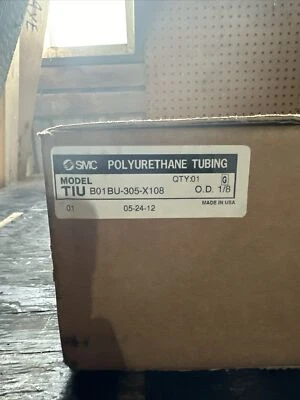 SMC POLYURETHANE TUBING
MODEL QTY:01 G
TIU B01BU-305-X108 O.D. 1/8
01 05-24-12 MADE IN USA